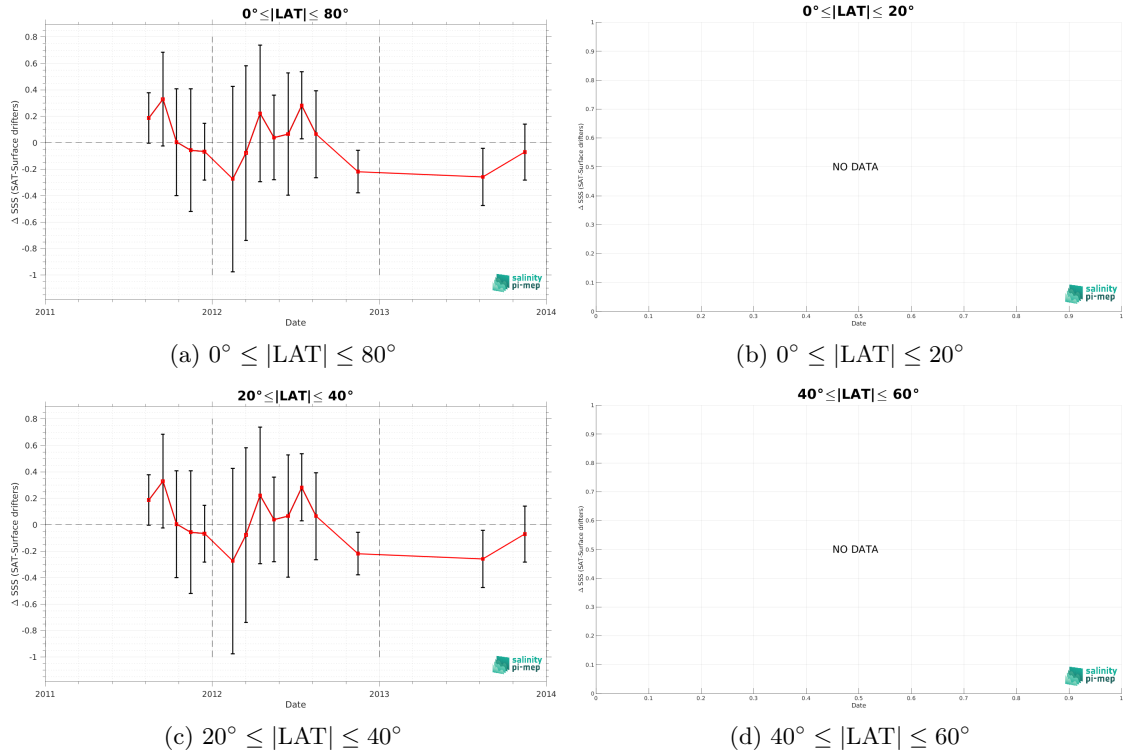 0°≤|LAT|≤ 80°
0.8
0.6
0.4
0.2
0
-0.2
-0.4
-0.6
-0.8
-1
Δ SSS (SAT-Surface drifters)
2011
2012
2013
2014
Date
salinity
pi-mep
(a) 0° ≤ |LAT| ≤ 80°
0°≤|LAT|≤ 20°
1
0.9
0.8
0.7
0.6
0.5
0.4
0.3
0.2
0.1
0
Δ SSS (SAT-Surface drifters)
NO DATA
0
0.1
0.2
0.3
0.4
0.5
0.6
0.7
0.8
0.9
1
Date
salinity
pi-mep
(b) 0° ≤ |LAT| ≤ 20°
20°≤|LAT|≤ 40°
0.8
0.6
0.4
0.2
0
-0.2
-0.4
-0.6
-0.8
-1
Δ SSS (SAT-Surface drifters)
2011
2012
2013
2014
Date
salinity
pi-mep
(c) 20° ≤ |LAT| ≤ 40°
40°≤|LAT|≤ 60°
1
0.9
0.8
0.7
0.6
0.5
0.4
0.3
0.2
0.1
0
Δ SSS (SAT-Surface drifters)
NO DATA
0
0.1
0.2
0.3
0.4
0.5
0.6
0.7
0.8
0.9
1
Date
salinity
pi-mep
(d) 40° ≤ |LAT| ≤ 60°